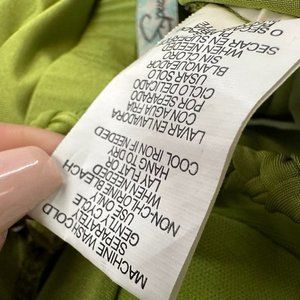 MACHINE WASH COLD
SEPARATELY
CYCLE
USE ONLY
NON-CHLORINE BLEACH
WHEN NEEDED
LAY
HANG TO DRY
COOL IRON IF NEEDED
LAVAR EN LAVADORA
CON AGUA FRIA
POR SEPARADO
CICLO DELICADO
USAR SOLO
BLANQUEADOR
SIN CLORO
WHEN NEEDED
SECAR EN